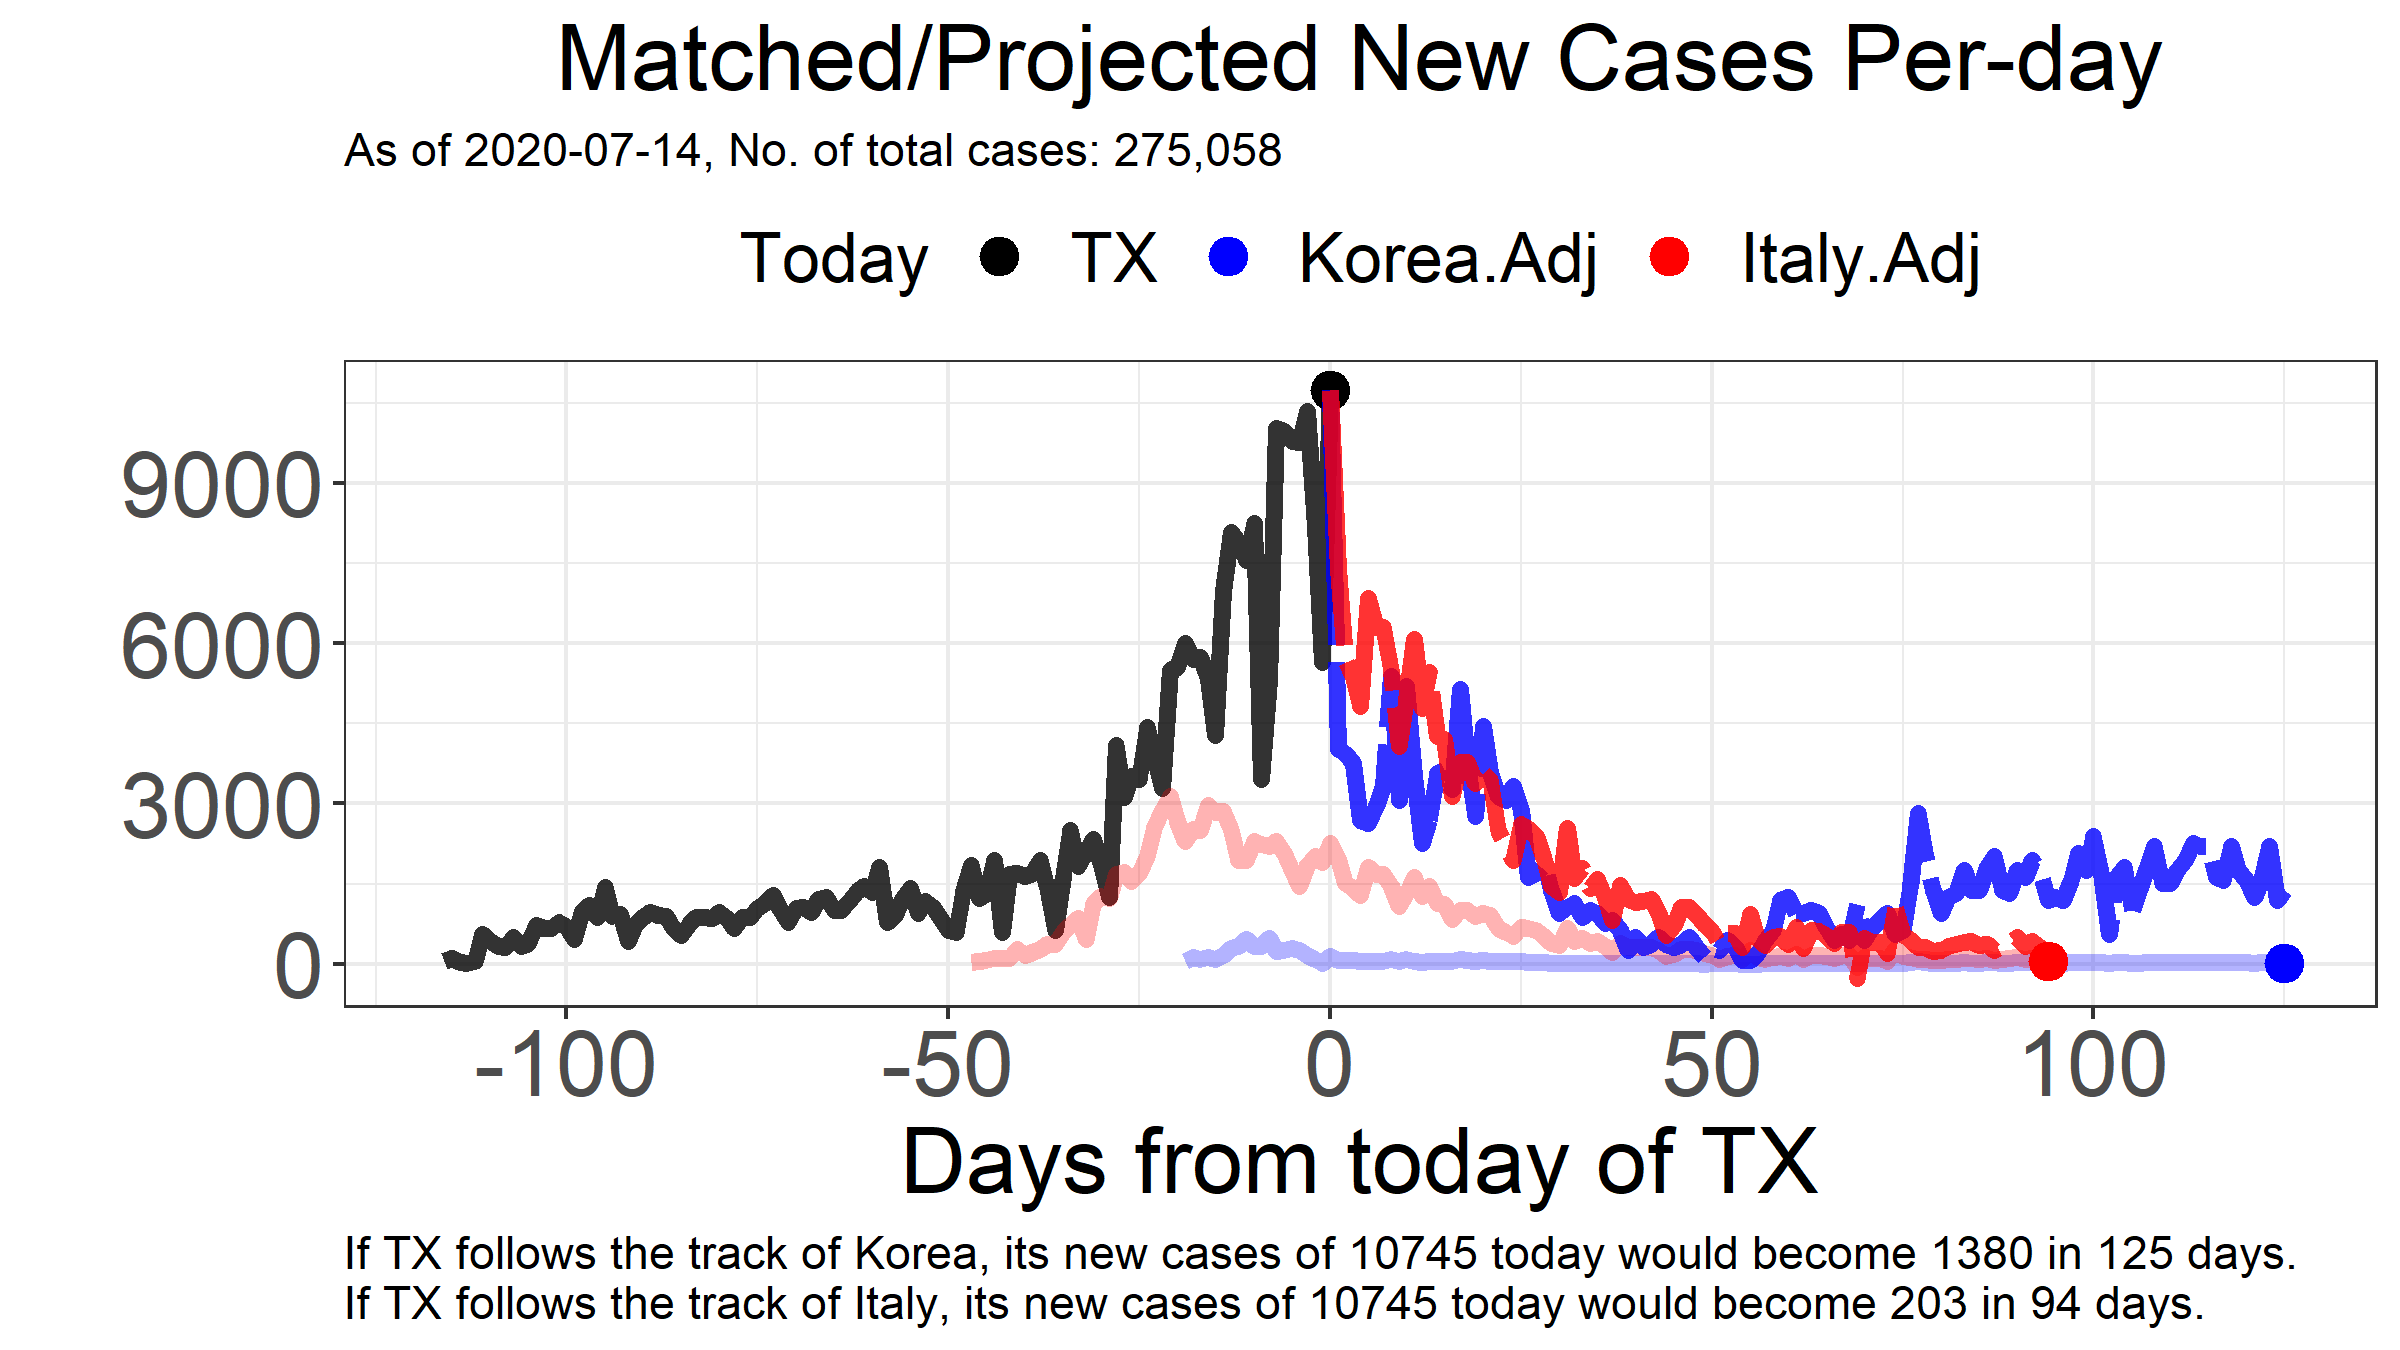 Matched/Projected New Cases Per-day
As of 2020-07-14, No. of total cases: 275,058
Today TX Korea.Adj Italy.Adj
9000
6000
3000
0
-100 -50 0 50 100
Days from today of TX
If TX follows the track of Korea, its new cases of 10745 today would become 1380 in 125 days.
If TX follows the track of Italy, its new cases of 10745 today would become 203 in 94 days.